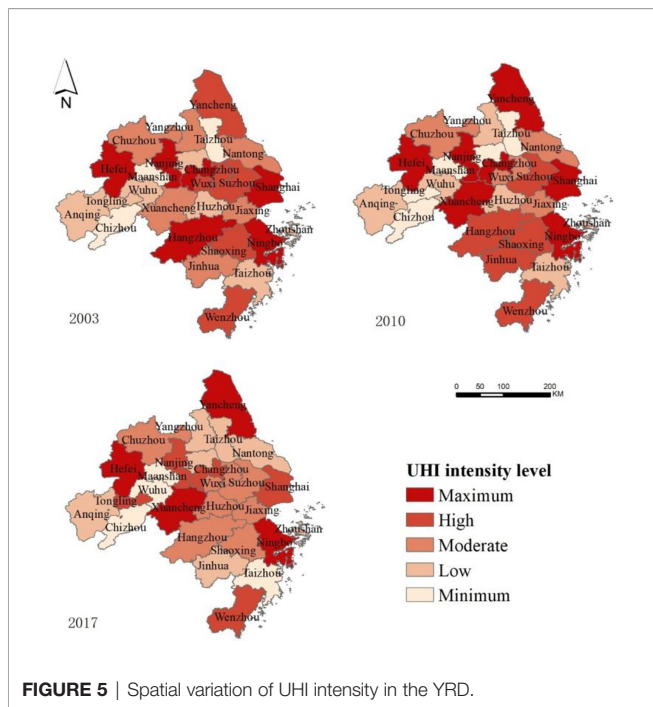 N
Yancheng
Yangzhou
Chuzhou
Taizhou
Nantong
Hefei
Nanjing
Maanshan
Changzhou
Wuxi Suzhou
Shanghai
Wuhu
Tongling
Anqing
Xuancheng
Huzhou
Jiaxing
Chizhou
Zhoushan
Hangzhou
Ningbo
Shaoxing
Jinhua
Taizhou
Wenzhou
2003
Yancheng
Yangzhou
Chuzhou
Taizhou
Nantong
Hefei
Nanjing
Maanshan
Changzhou
Wuxi Suzhou
Shanghai
Wuhu
Tongling
Anqing
Xuancheng
Huzhou
Jiaxing
Chizhou
Zhoushan
Hangzhou
Ningbo
Shaoxing
Jinhua
Taizhou
Wenzhou
2010
Yancheng
Yangzhou
Chuzhou
Taizhou
Nantong
Hefei
Nanjing
Maanshan
Changzhou
Wuxi Suzhou
Shanghai
Wuhu
Tongling
Anqing
Xuancheng
Huzhou
Jiaxing
Chizhou
Zhoushan
Hangzhou
Ningbo
Shaoxing
Jinhua
Taizhou
Wenzhou
2017
0 50 100 200
KM
UHI intensity level
Maximum
High
Moderate
Low
Minimum
FIGURE 5 | Spatial variation of UHI intensity in the YRD.